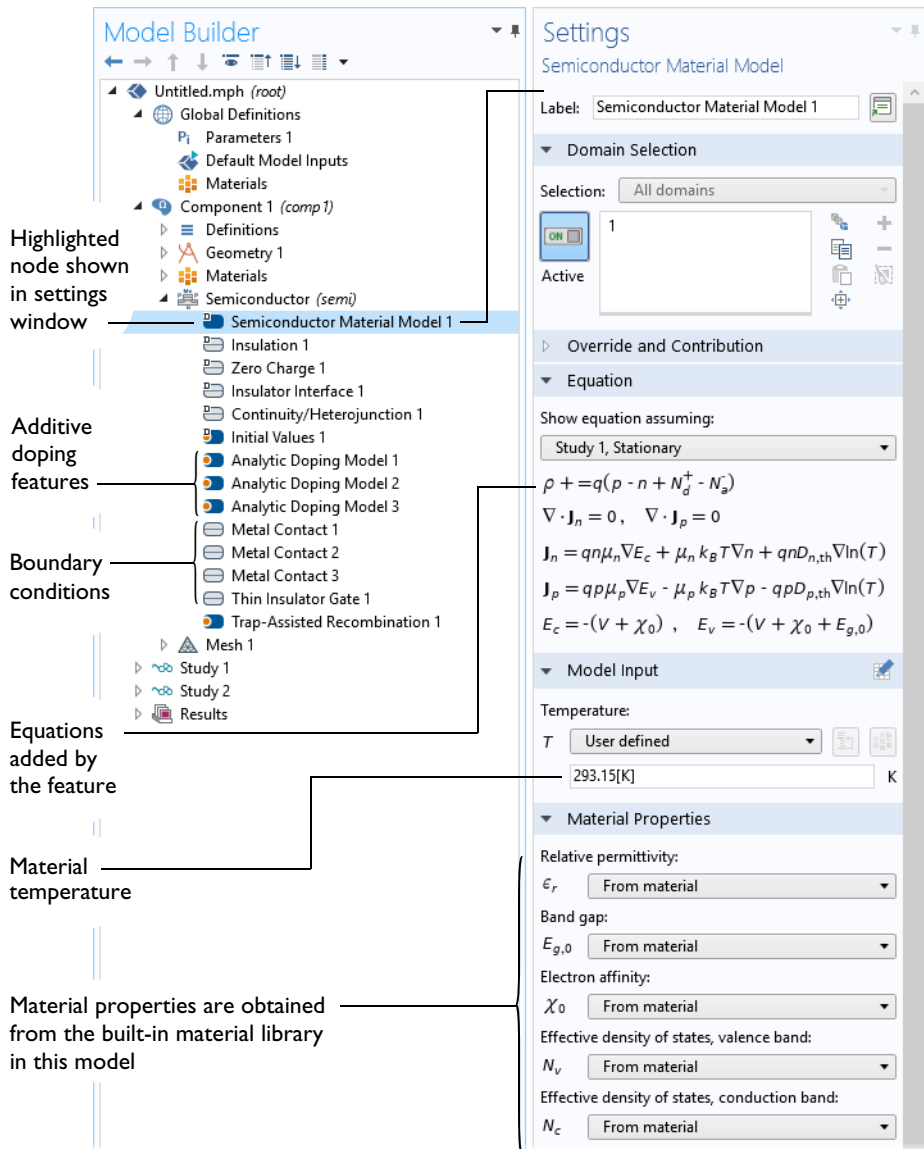 Model Builder
Untitled.mph (root)
Global Definitions
Pi Parameters 1
Default Model Inputs
Materials
Component 1 (comp1)
Definitions
Geometry 1
Materials
Semiconductor (semi)
Semiconductor Material Model 1
Insulation 1
Zero Charge 1
Insulator Interface 1
Continuity/Heterojunction 1
Initial Values 1
Analytic Doping Model 1
Analytic Doping Model 2
Analytic Doping Model 3
Metal Contact 1
Metal Contact 2
Metal Contact 3
Thin Insulator Gate 1
Trap-Assisted Recombination 1
Mesh 1
Study 1
Study 2
Results
Highlighted
node shown
in settings
window
Additive
doping
features
Boundary
conditions
Equations
added by
the feature
Material
temperature
Material properties are obtained
from the built-in material library
in this model
Settings
Semiconductor Material Model
Label: Semiconductor Material Model 1
Domain Selection
Selection: All domains
ON
Active
1
Override and Contribution
Equation
Show equation assuming:
Study 1, Stationary
ρ + =q(p - n + N_d^+ - N_a^-)
∇ · J_n = 0 , ∇ · J_p = 0
J_n = qnμ_n∇E_c + μ_n k_B T∇n + qnD_{n,th}∇ln(T)
J_p = qpμ_p∇E_v - μ_p k_B T∇p - qpD_{p,th}∇ln(T)
E_c = -(V + χ_0) , E_v = -(V + χ_0 + E_{g,0})
Model Input
Temperature:
T User defined
293.15[K] K
Material Properties
Relative permittivity:
ϵ_r From material
Band gap:
E_{g,0} From material
Electron affinity:
χ_0 From material
Effective density of states, valence band:
N_v From material
Effective density of states, conduction band:
N_c From material